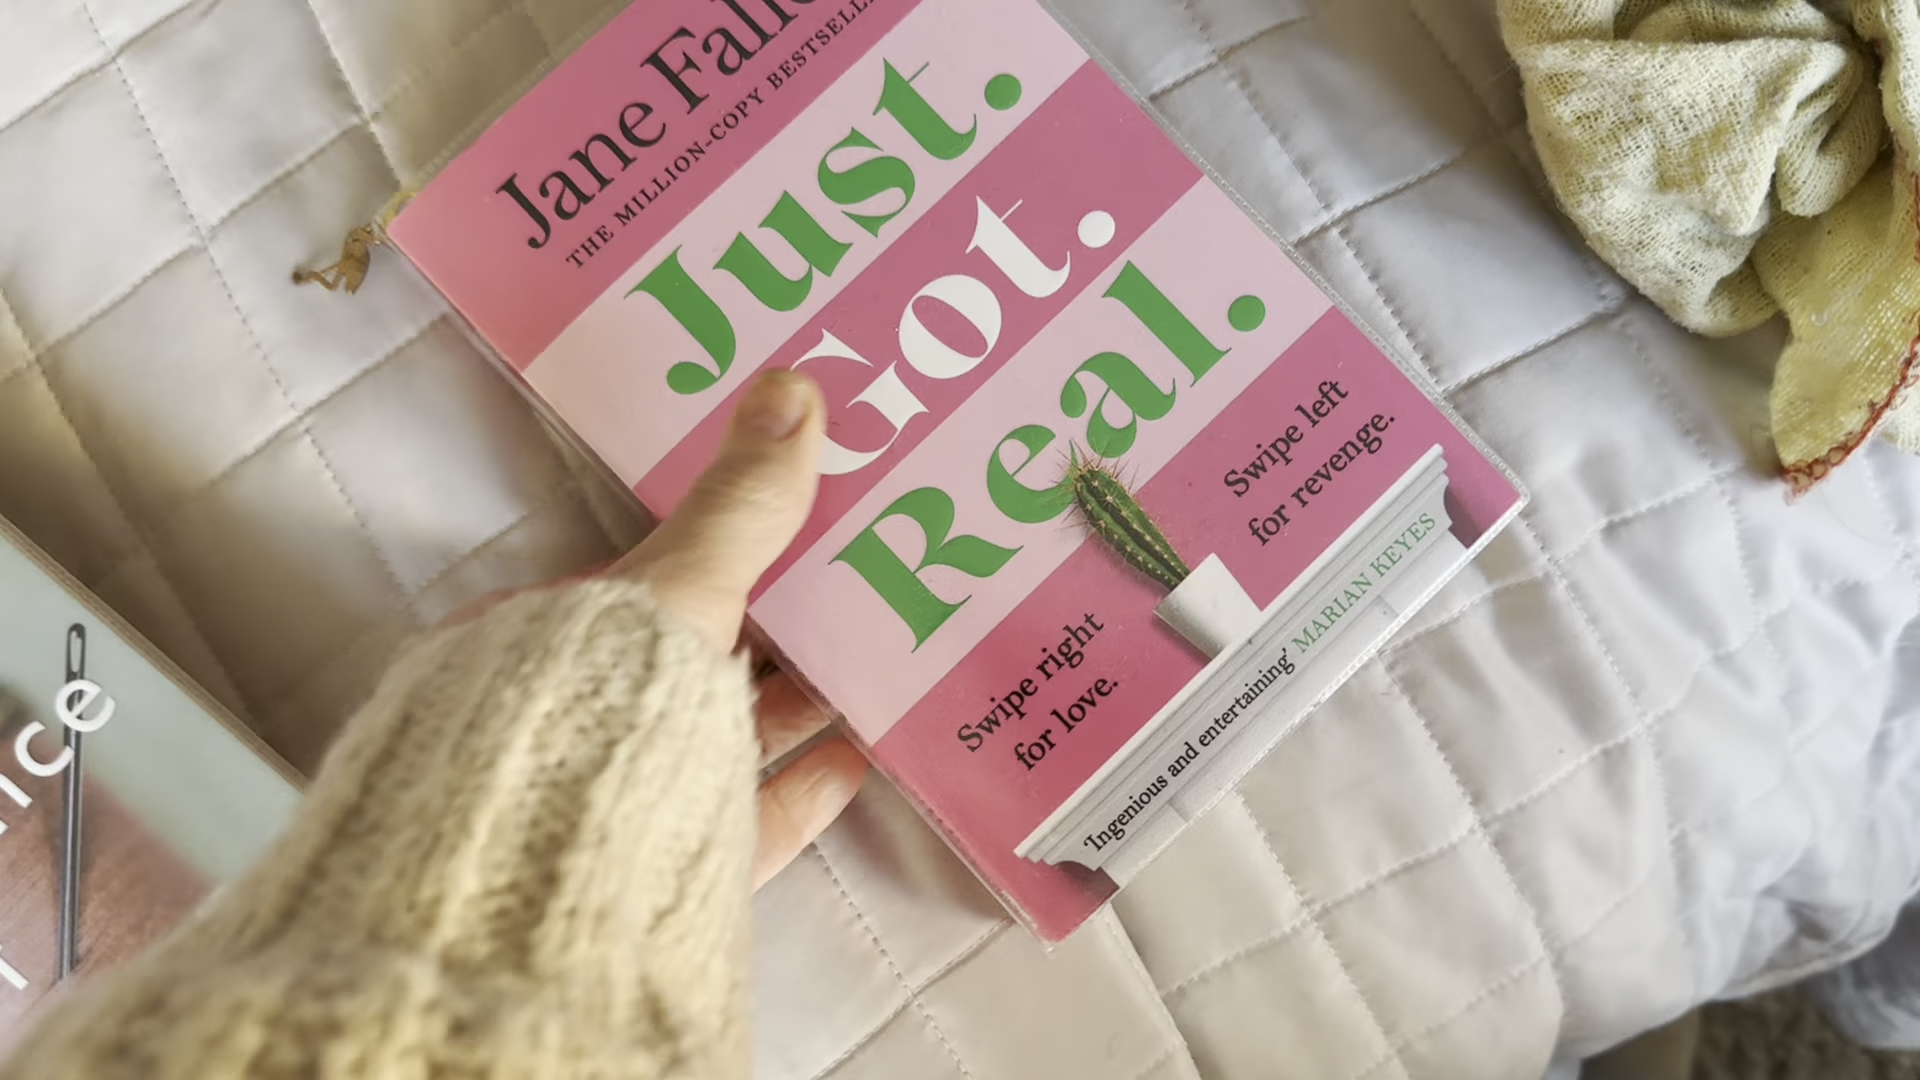 Jane Fall
THE MILLION-COPY BESTSELL
Just.
Got.
Real.
Swipe left
for revenge.
Swipe right
for love.
'Ingenious and entertaining' MARIAN KEYES
ice